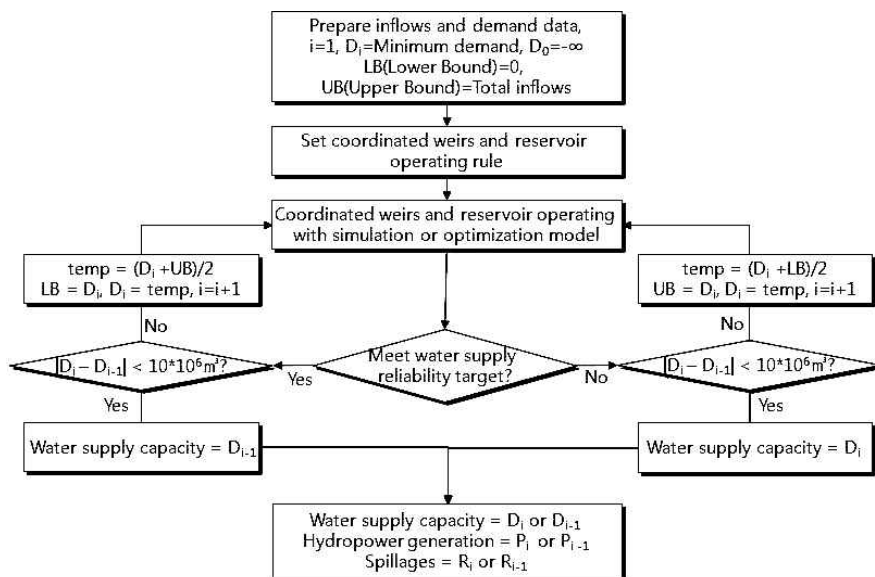 Prepare inflows and demand data,
i=1, Di=Minimum demand, D0=-∞
LB(Lower Bound)=0,
UB(Upper Bound)=Total inflows
Set coordinated weirs and reservoir
operating rule
Coordinated weirs and reservoir operating
with simulation or optimization model
temp = (Di +UB)/2
LB = Di, Di = temp, i=i+1
temp = (Di +LB)/2
UB = Di, Di = temp, i=i+1
No
No
|Di − Di-1| < 10*10⁶m³?
Meet water supply
reliability target?
|Di − Di-1| < 10*10⁶m³?
Yes
No
Yes
Yes
Water supply capacity = Di-1
Water supply capacity = Di
Water supply capacity = Di or Di-1
Hydropower generation = Pi or Pi-1
Spillages = Ri or Ri-1